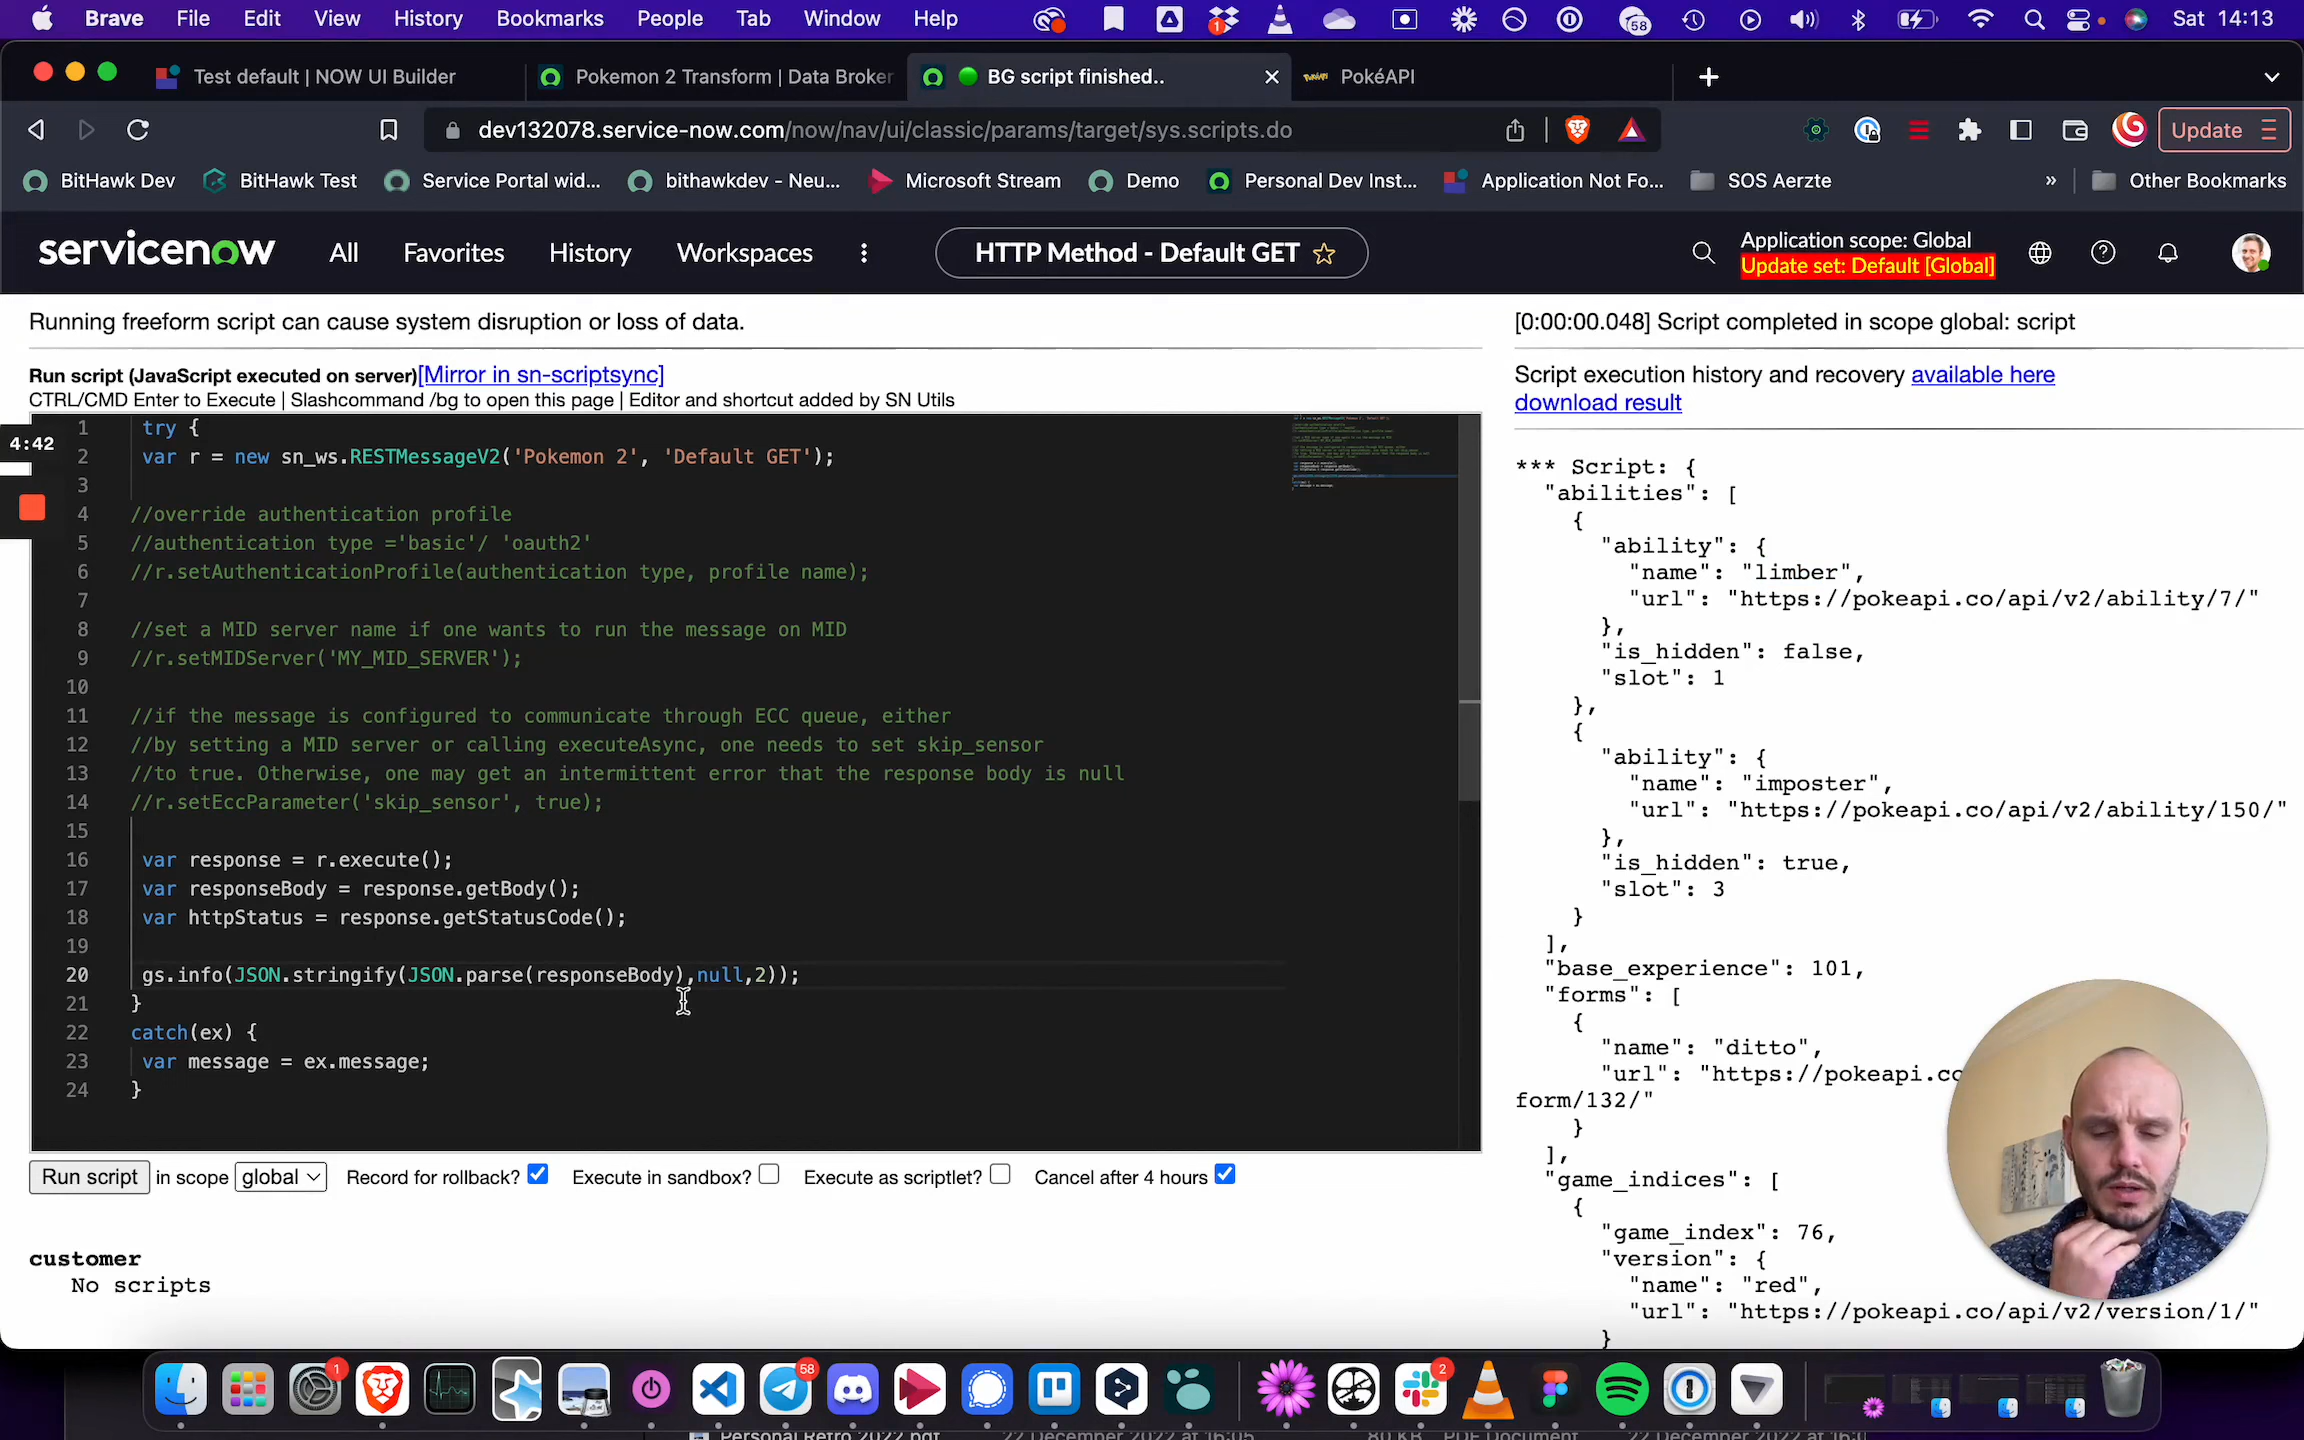 Brave File Edit View History Bookmarks People Tab Window Help
1
58
Sat 14:13
Test default | NOW UI Builder
Pokemon 2 Transform | Data Broker
BG script finished..
PokéAPI
dev132078.service-now.com/now/nav/ui/classic/params/target/sys.scripts.do
Update
BitHawk Dev
BitHawk Test
Service Portal wid...
bithawkdev - Neu...
Microsoft Stream
Demo
Personal Dev Inst...
Application Not Fo...
SOS Aerzte
»
Other Bookmarks
servicenow
All Favorites History Workspaces
HTTP Method - Default GET
Application scope: Global
Update set: Default [Global]
Running freeform script can cause system disruption or loss of data.
Run script (JavaScript executed on server)[Mirror in sn-scriptsync]
CTRL/CMD Enter to Execute | Slashcommand /bg to open this page | Editor and shortcut added by SN Utils
4:42
1 try {
2 var r = new sn_ws.RESTMessageV2('Pokemon 2', 'Default GET');
3
4 //override authentication profile
5 //authentication type ='basic'/ 'oauth2'
6 //r.setAuthenticationProfile(authentication type, profile name);
7
8 //set a MID server name if one wants to run the message on MID
9 //r.setMIDServer('MY_MID_SERVER');
10
11 //if the message is configured to communicate through ECC queue, either
12 //by setting a MID server or calling executeAsync, one needs to set skip_sensor
13 //to true. Otherwise, one may get an intermittent error that the response body is null
14 //r.setEccParameter('skip_sensor', true);
15
16 var response = r.execute();
17 var responseBody = response.getBody();
18 var httpStatus = response.getStatusCode();
19
20 gs.info(JSON.stringify(JSON.parse(responseBody),null,2));
21 }
22 catch(ex) {
23 var message = ex.message;
24 }
Run script in scope global Record for rollback? Execute in sandbox? Execute as scriptlet? Cancel after 4 hours
customer
No scripts
[0:00:00.048] Script completed in scope global: script
Script execution history and recovery available here
download result
*** Script: {
"abilities": [
{
"ability": {
"name": "limber",
"url": "https://pokeapi.co/api/v2/ability/7/"
},
"is_hidden": false,
"slot": 1
},
{
"ability": {
"name": "imposter",
"url": "https://pokeapi.co/api/v2/ability/150/"
},
"is_hidden": true,
"slot": 3
}
],
"base_experience": 101,
"forms": [
{
"name": "ditto",
"url": "https://pokeapi.co
form/132/"
}
],
"game_indices": [
{
"game_index": 76,
"version": {
"name": "red",
"url": "https://pokeapi.co/api/v2/version/1/"
}
1
58
2